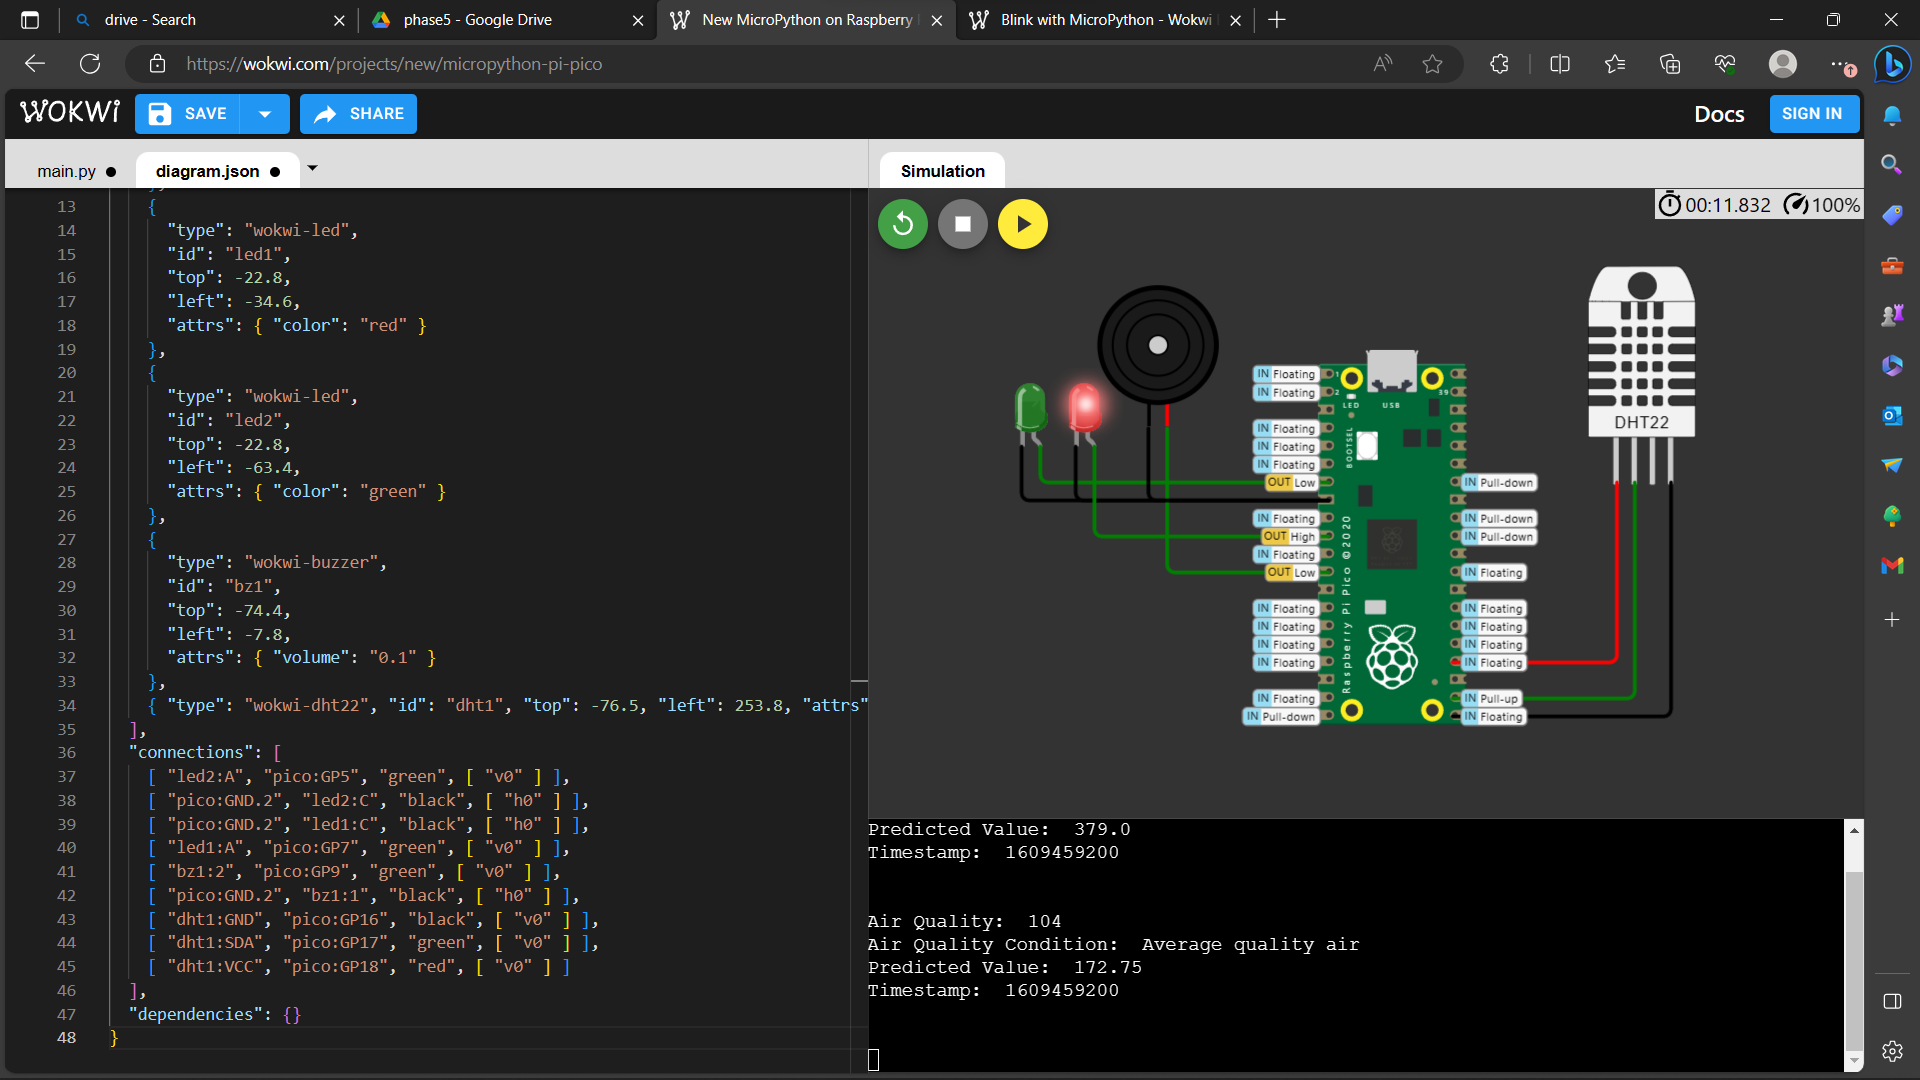 drive - Search
phase5 - Google Drive
New MicroPython on Raspberry
Blink with MicroPython - Wokwi
https://wokwi.com/projects/new/micropython-pi-pico
WOKWi
SAVE
SHARE
Docs
SIGN IN
main.py ●
diagram.json ●
Simulation
00:11.832
100%
13 {
14 "type": "wokwi-led",
15 "id": "led1",
16 "top": -22.8,
17 "left": -34.6,
18 "attrs": { "color": "red" }
19 },
20 {
21 "type": "wokwi-led",
22 "id": "led2",
23 "top": -22.8,
24 "left": -63.4,
25 "attrs": { "color": "green" }
26 },
27 {
28 "type": "wokwi-buzzer",
29 "id": "bz1",
30 "top": -74.4,
31 "left": -7.8,
32 "attrs": { "volume": "0.1" }
33 },
34 { "type": "wokwi-dht22", "id": "dht1", "top": -76.5, "left": 253.8, "attrs"
35 ],
36 "connections": [
37 [ "led2:A", "pico:GP5", "green", [ "v0" ] ],
38 [ "pico:GND.2", "led2:C", "black", [ "h0" ] ],
39 [ "pico:GND.2", "led1:C", "black", [ "h0" ] ],
40 [ "led1:A", "pico:GP7", "green", [ "v0" ] ],
41 [ "bz1:2", "pico:GP9", "green", [ "v0" ] ],
42 [ "pico:GND.2", "bz1:1", "black", [ "h0" ] ],
43 [ "dht1:GND", "pico:GP16", "black", [ "v0" ] ],
44 [ "dht1:SDA", "pico:GP17", "green", [ "v0" ] ],
45 [ "dht1:VCC", "pico:GP18", "red", [ "v0" ] ]
46 ],
47 "dependencies": {}
48 }
IN Floating
IN Floating
IN Floating
IN Floating
IN Floating
OUT Low
IN Floating
OUT High
IN Floating
OUT Low
IN Floating
IN Floating
IN Floating
IN Floating
IN Floating
IN Pull-down
1
2
39
LED
USB
BOOTSEL
Raspberry Pi Pico ©2020
IN Pull-down
IN Pull-down
IN Pull-down
IN Floating
IN Floating
IN Floating
IN Floating
IN Floating
IN Pull-up
IN Floating
DHT22
Predicted Value: 379.0
Timestamp: 1609459200
Air Quality: 104
Air Quality Condition: Average quality air
Predicted Value: 172.75
Timestamp: 1609459200